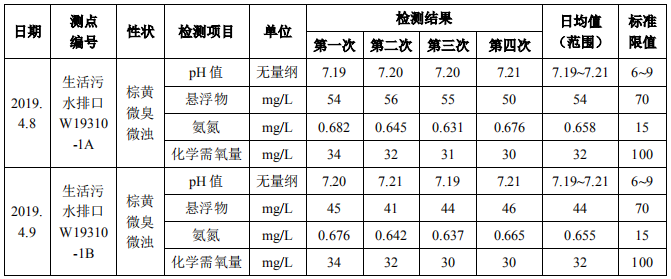 日期 测点编号 性状 检测项目 单位 检测结果 日均值(范围) 标准限值
第一次 第二次 第三次 第四次
2019.4.8 生活污水排口W19310-1A 棕黄微臭微浊 pH 值 无量纲 7.19 7.20 7.20 7.21 7.19~7.21 6~9
悬浮物 mg/L 54 56 55 50 54 70
氨氮 mg/L 0.682 0.645 0.631 0.676 0.658 15
化学需氧量 mg/L 34 32 31 30 32 100
2019.4.9 生活污水排口W19310-1B 棕黄微臭微浊 pH 值 无量纲 7.20 7.21 7.19 7.21 7.19~7.21 6~9
悬浮物 mg/L 45 41 44 46 44 70
氨氮 mg/L 0.676 0.642 0.637 0.665 0.655 15
化学需氧量 mg/L 34 32 30 30 32 100